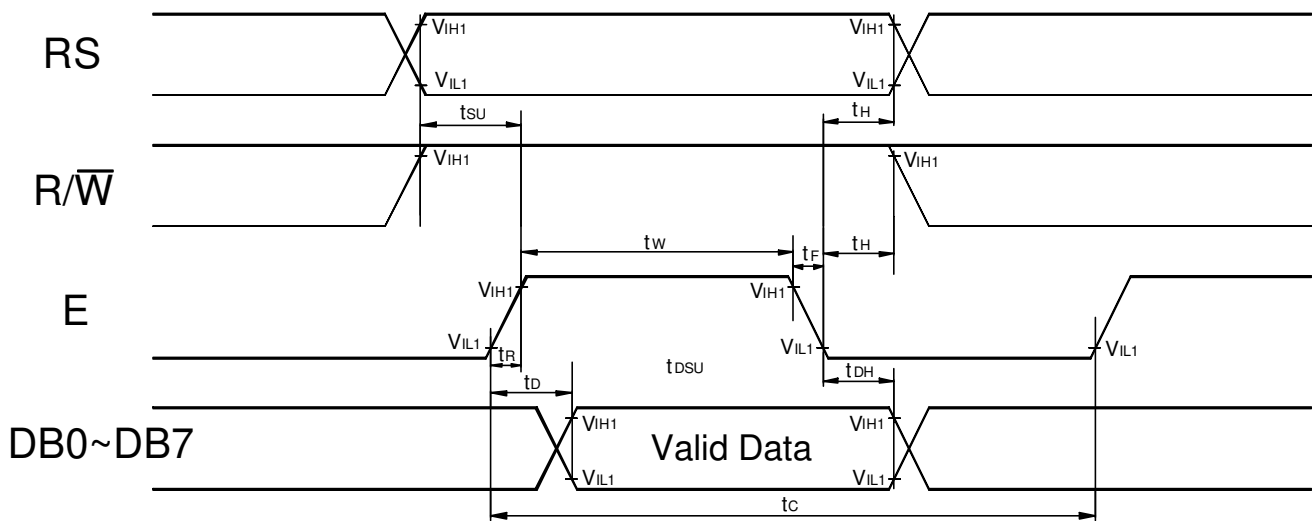 VIH1 VIH1
RS
VIL1 VIL1
tSU tH
VIH1 VIH1
R/W̅
tW tF tH
VIH1 VIH1
E
VIL1 VIL1 VIL1
tR tDSU tDH
tD
VIH1 VIH1
DB0~DB7 Valid Data
VIL1 VIL1
tC